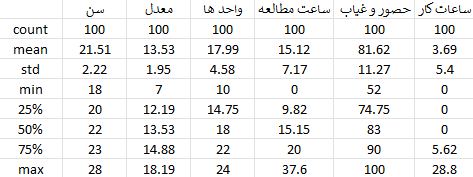 سن معدل واحد ها ساعت مطالعه حضور و غیاب ساعات کار
count 100 100 100 100 100 100
mean 21.51 13.53 17.99 15.12 81.62 3.69
std 2.22 1.95 4.58 7.17 11.27 5.4
min 18 7 10 0 52 0
25% 20 12.19 14.75 9.82 74.75 0
50% 22 13.53 18 15.15 83 0
75% 23 14.88 22 20 90 5.62
max 28 18.19 24 37.6 100 28.8